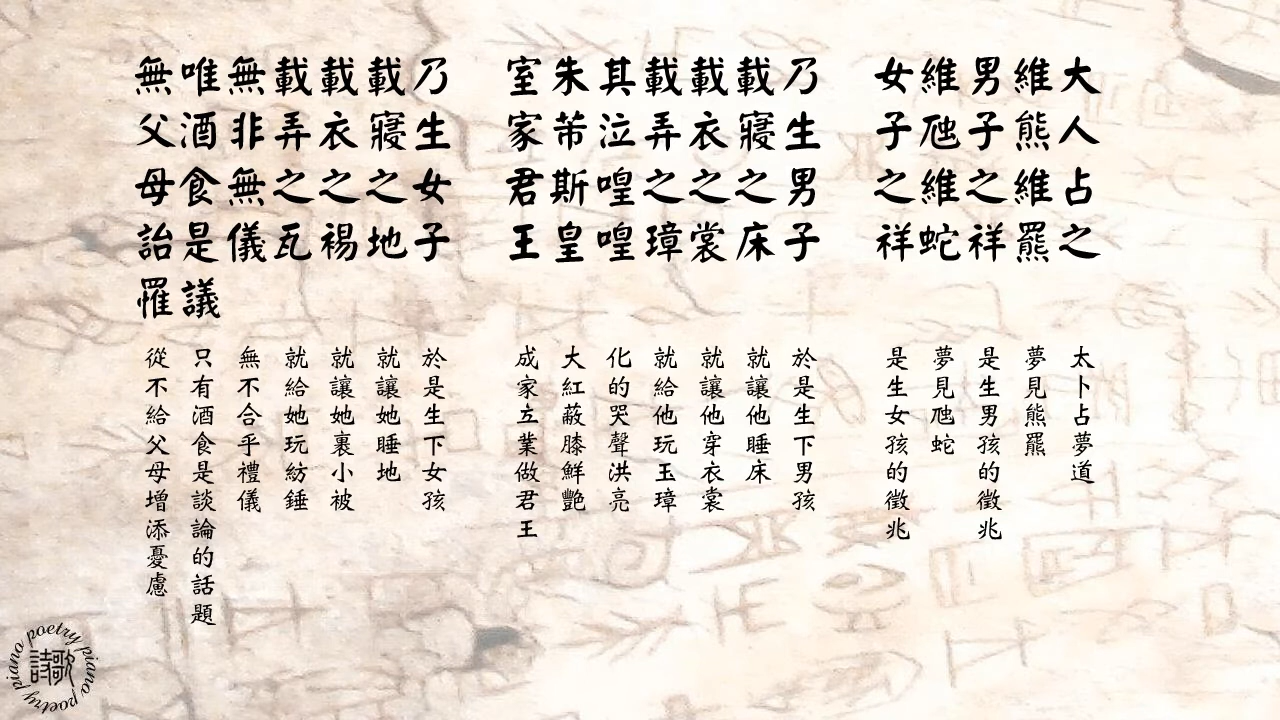 大人占之
維熊維羆
男子之祥
維虺維蛇
女子之祥
乃生男子
載寢之床
載衣之裳
載弄之璋
其泣喤喤
朱芾斯皇
室家君王
乃生女子
載寢之地
載衣之裼
載弄之瓦
無非無儀
唯酒食是議
無父母詒罹
太卜占夢道
夢見熊羆
是生男孩的徵兆
夢見虺蛇
是生女孩的徵兆
於是生下男孩
就讓他睡床
就讓他穿衣裳
就給他玩玉璋
他的哭聲洪亮
大紅蔽膝鮮艷
成家立業做君王
於是生下女孩
就讓她睡地
就讓她裹小被
就給她玩紡錘
無不合乎禮儀
只有酒食是談論的話題
從不給父母增添憂慮
piano poetry piano poetry
詩歌